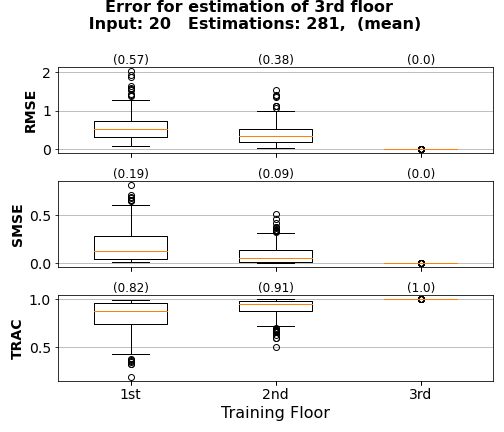 Error for estimation of 3rd floor
Input: 20   Estimations: 281,  (mean)
(0.57) (0.38) (0.0)
2
1
0
RMSE
(0.19) (0.09) (0.0)
0.5
0.0
SMSE
(0.82) (0.91) (1.0)
1.0
0.5
TRAC
1st 2nd 3rd
Training Floor